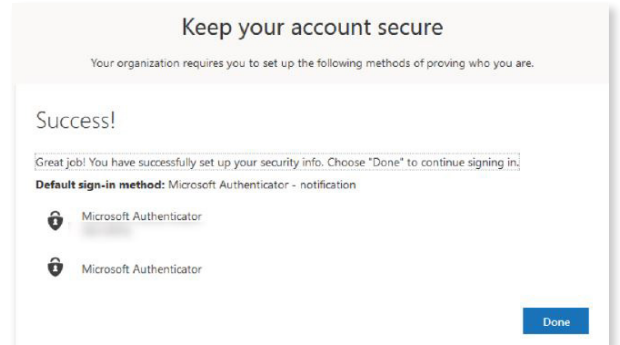 Keep your account secure
Your organization requires you to set up the following methods of proving who you are.
Success!
Great job! You have successfully set up your security info. Choose "Done" to continue signing in.
Default sign-in method: Microsoft Authenticator - notification
Microsoft Authenticator
Microsoft Authenticator
Done